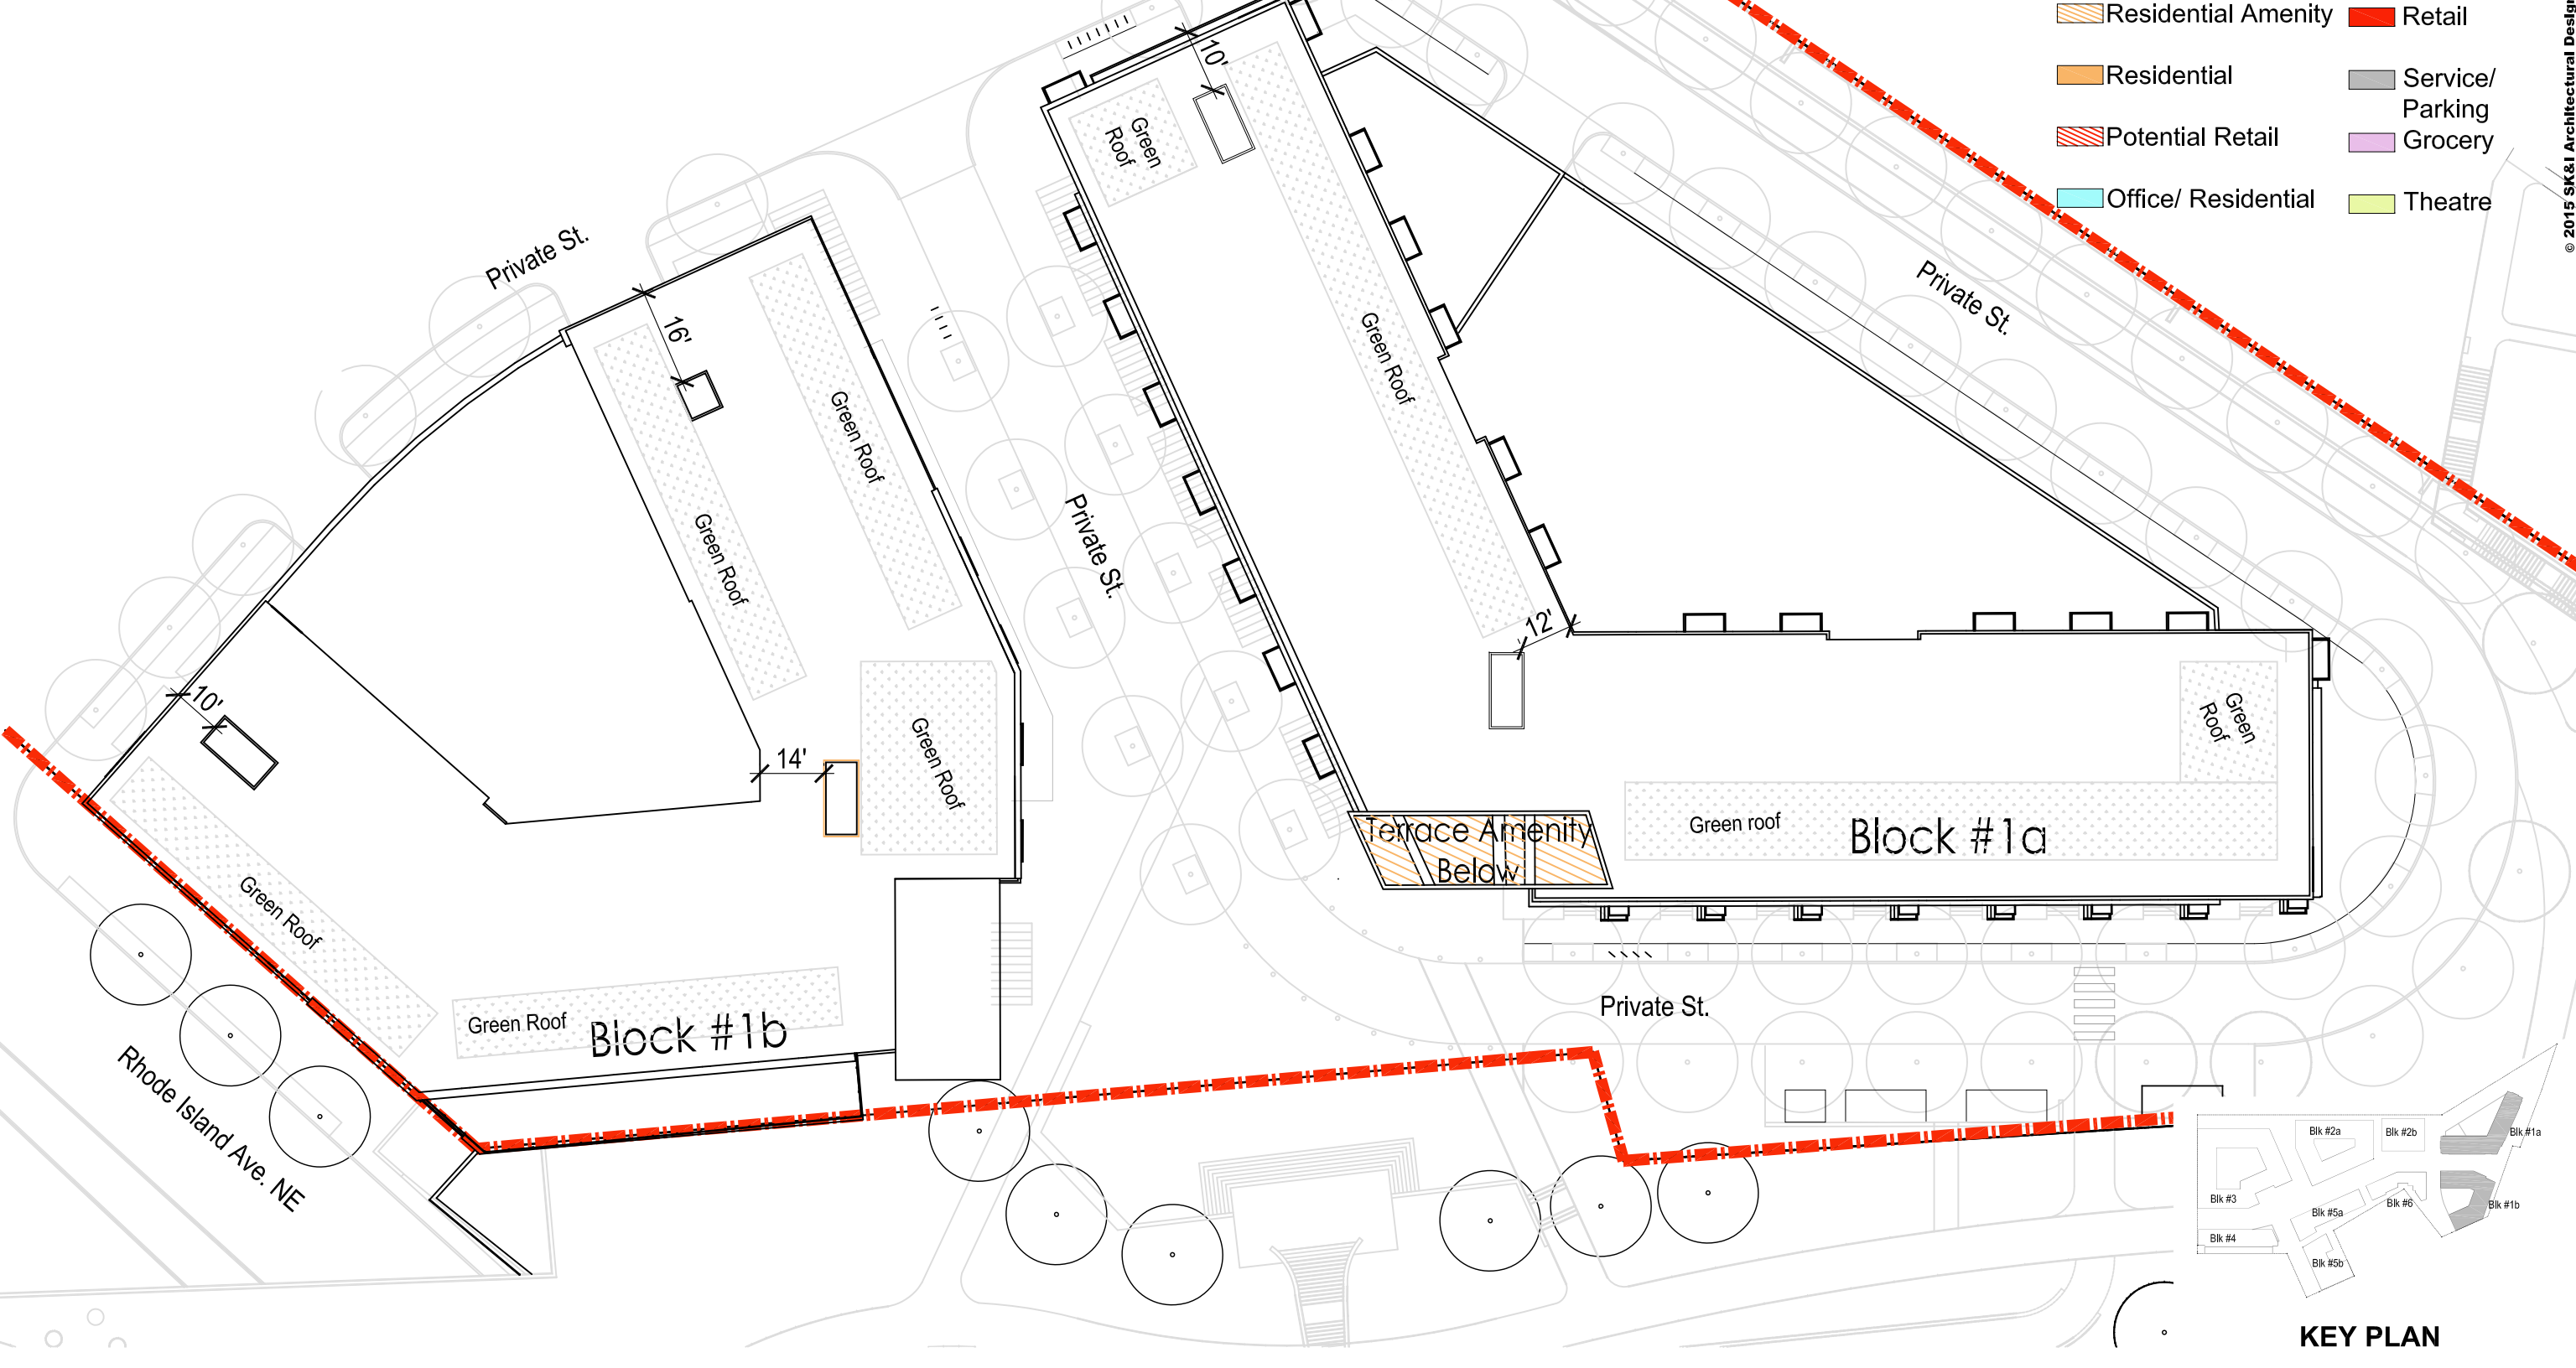 Residential Amenity
Retail
Residential
Service/
Parking
Potential Retail
Grocery
Office/ Residential
Theatre
© 2015 SK&I Architectural Design
10'
Green
Roof
Private St.
16'
Green Roof
Green Roof
Green Roof
Private St.
Private St.
12'
10'
14'
Green Roof
Green
Roof
Terrace Amenity
Below
Green roof
Block #1a
Green Roof
Green Roof
Block #1b
Private St.
Rhode Island Ave. NE
Blk #2a
Blk #2b
Blk #1a
Blk #3
Blk #6
Blk #1b
Blk #5a
Blk #4
Blk #5b
KEY PLAN